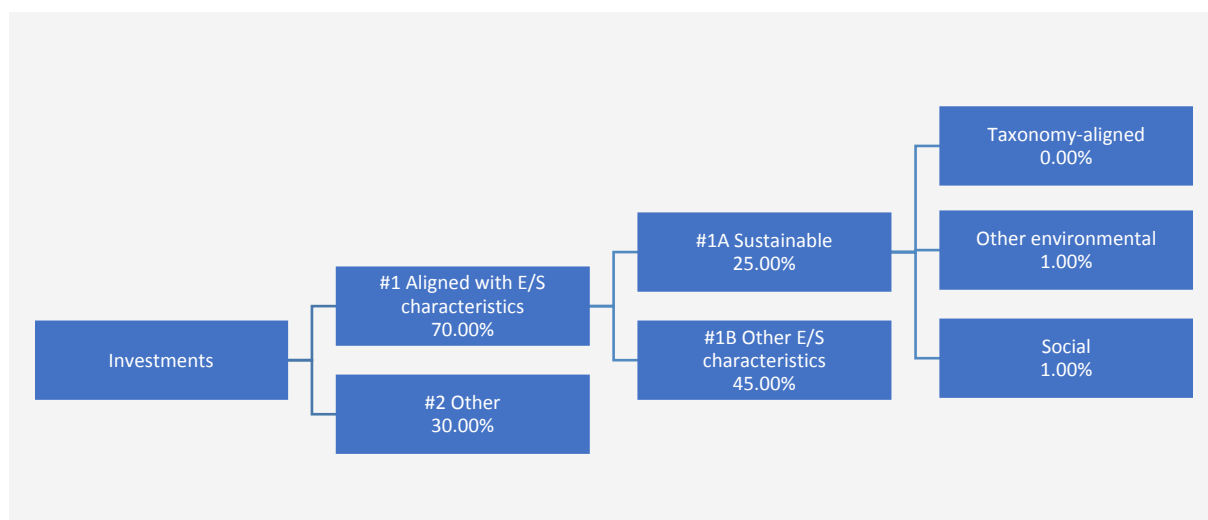 Investments
#1 Aligned with E/S
characteristics
70.00%
#2 Other
30.00%
#1A Sustainable
25.00%
#1B Other E/S
characteristics
45.00%
Taxonomy-aligned
0.00%
Other environmental
1.00%
Social
1.00%